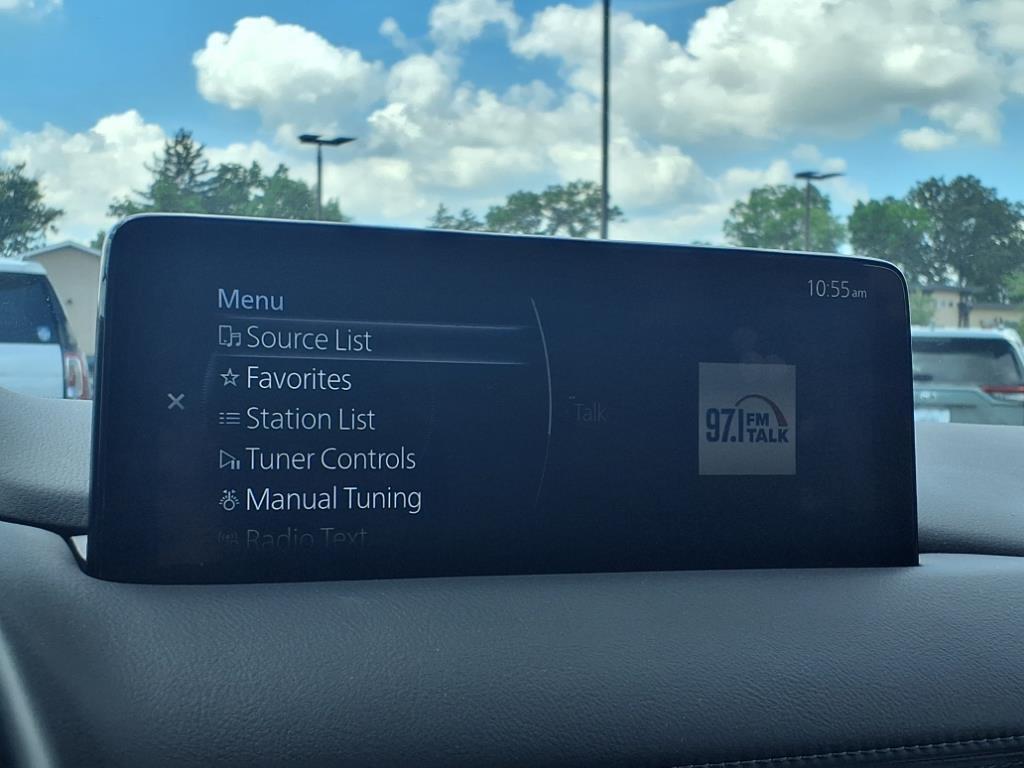 Menu
10:55am
Source List
Favorites
Station List
Tuner Controls
Manual Tuning
Radio Text
Talk
97.1 FM
TALK